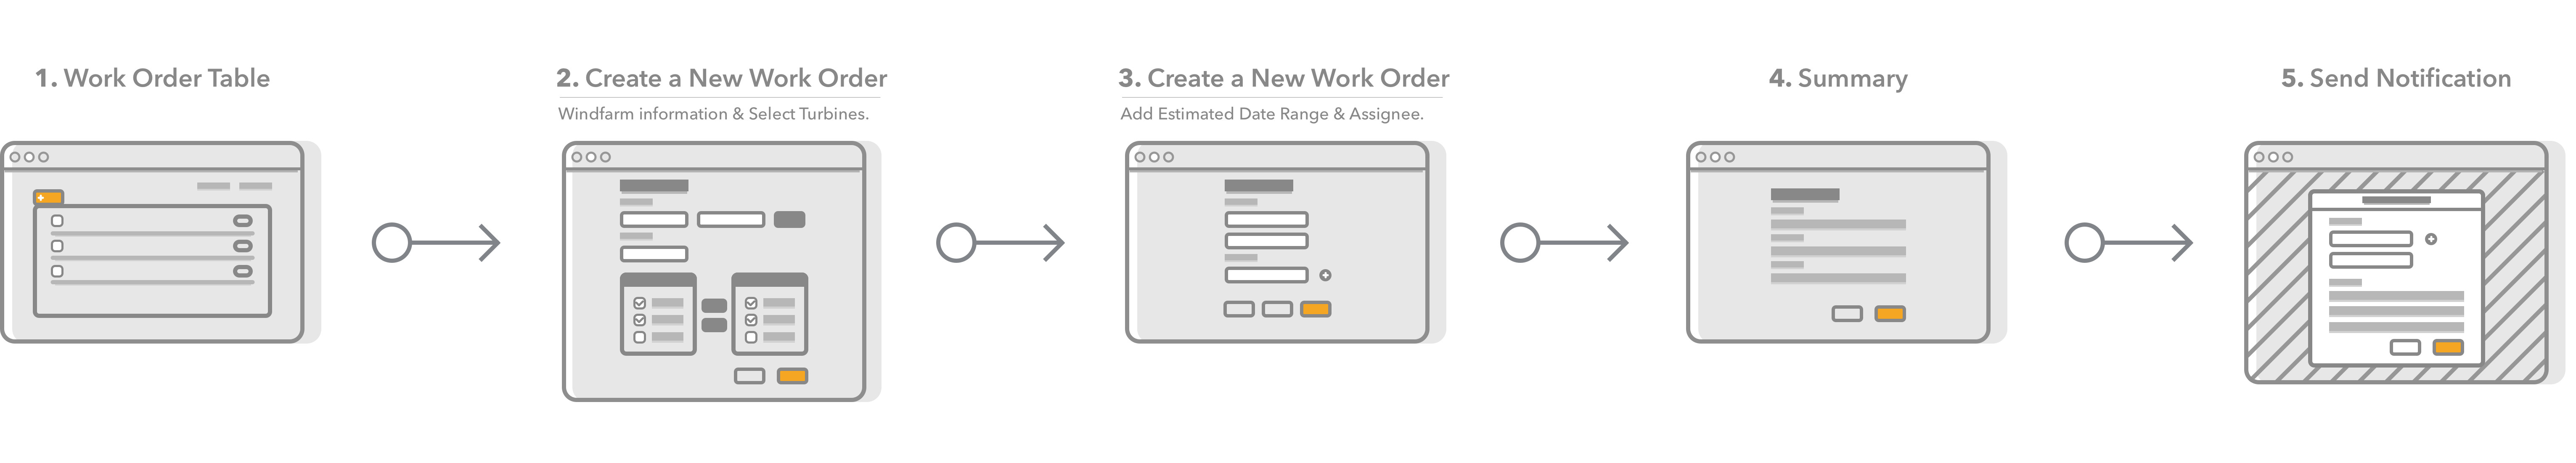 1. Work Order Table
2. Create a New Work Order
Windfarm information & Select Turbines.
3. Create a New Work Order
Add Estimated Date Range & Assignee.
4. Summary
5. Send Notification